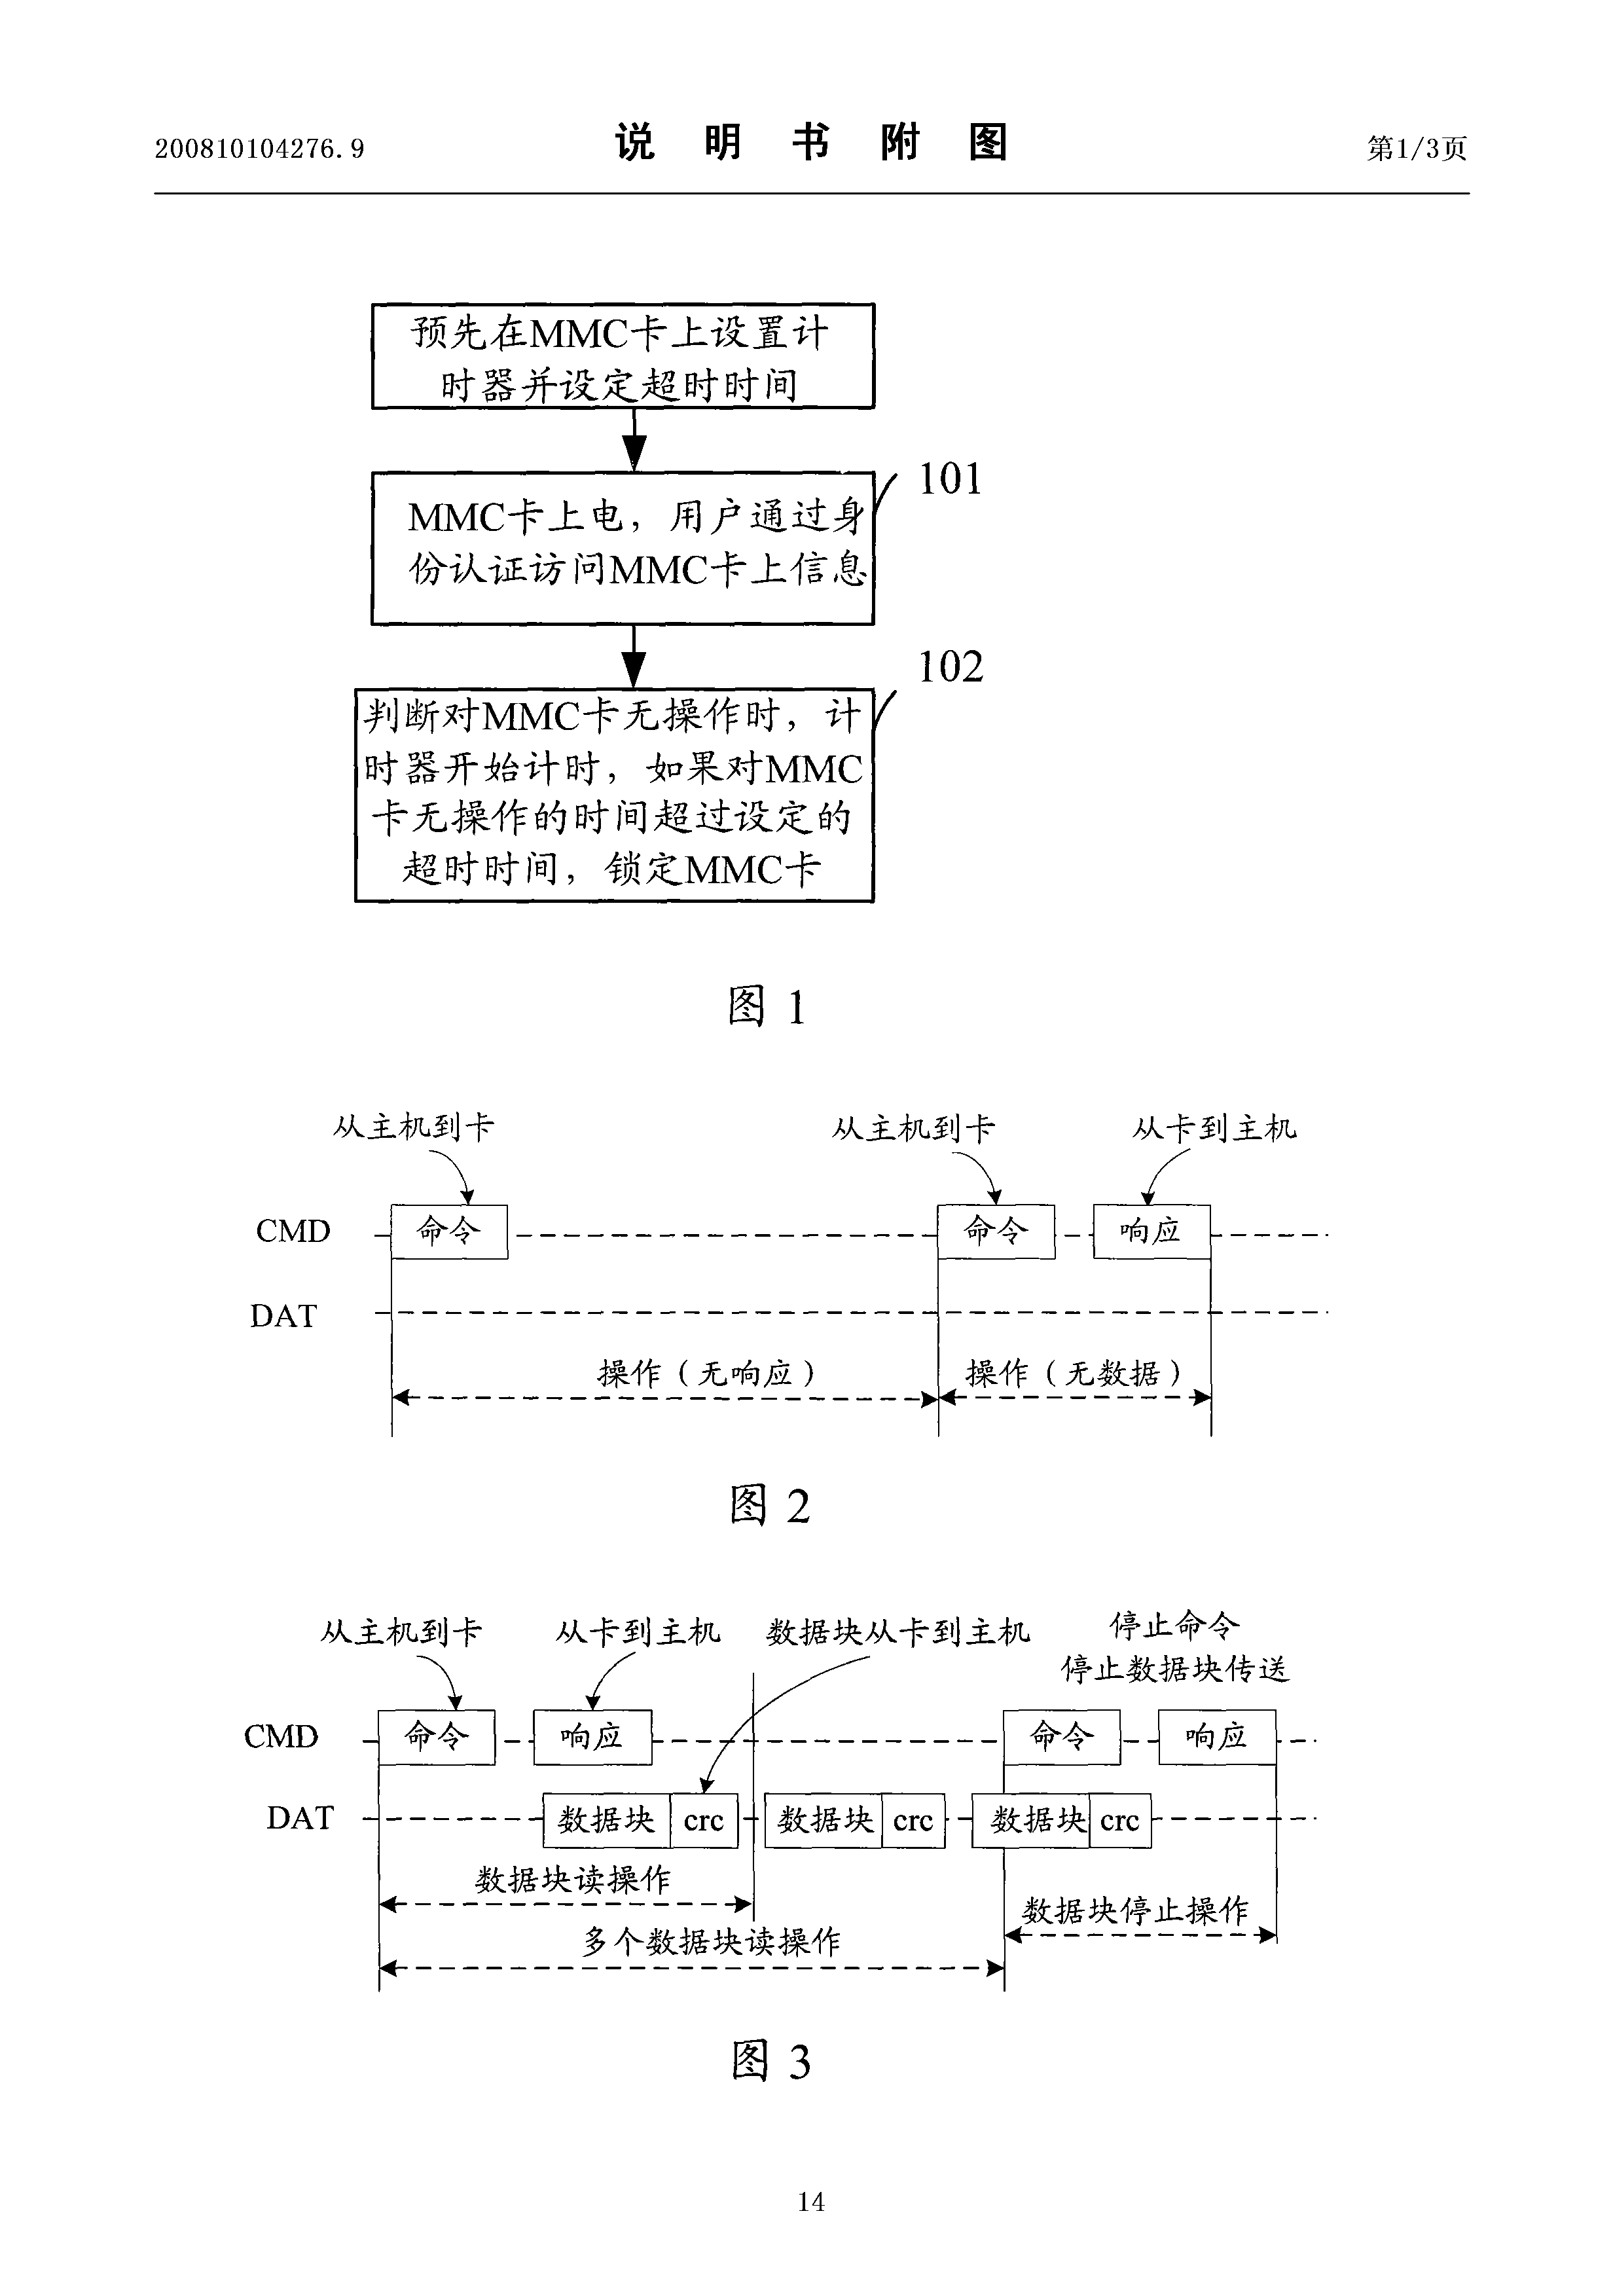 200810104276.9
说 明 书 附 图
第1/3页
预先在MMC卡上设置计
时器并设定超时时间
101
MMC卡上电，用户通过身
份认证访问MMC卡上信息
102
判断对MMC卡无操作时，计
时器开始计时，如果对MMC
卡无操作的时间超过设定的
超时时间，锁定MMC卡
图 1
从主机到卡
从主机到卡
从卡到主机
CMD
命令
命令
响应
DAT
操作（无响应）
操作（无数据）
图 2
从主机到卡
从卡到主机
数据块从卡到主机
停止命令
停止数据块传送
CMD
命令
响应
命令
响应
DAT
数据块
crc
数据块
crc
数据块
crc
数据块读操作
数据块停止操作
多个数据块读操作
图 3
14